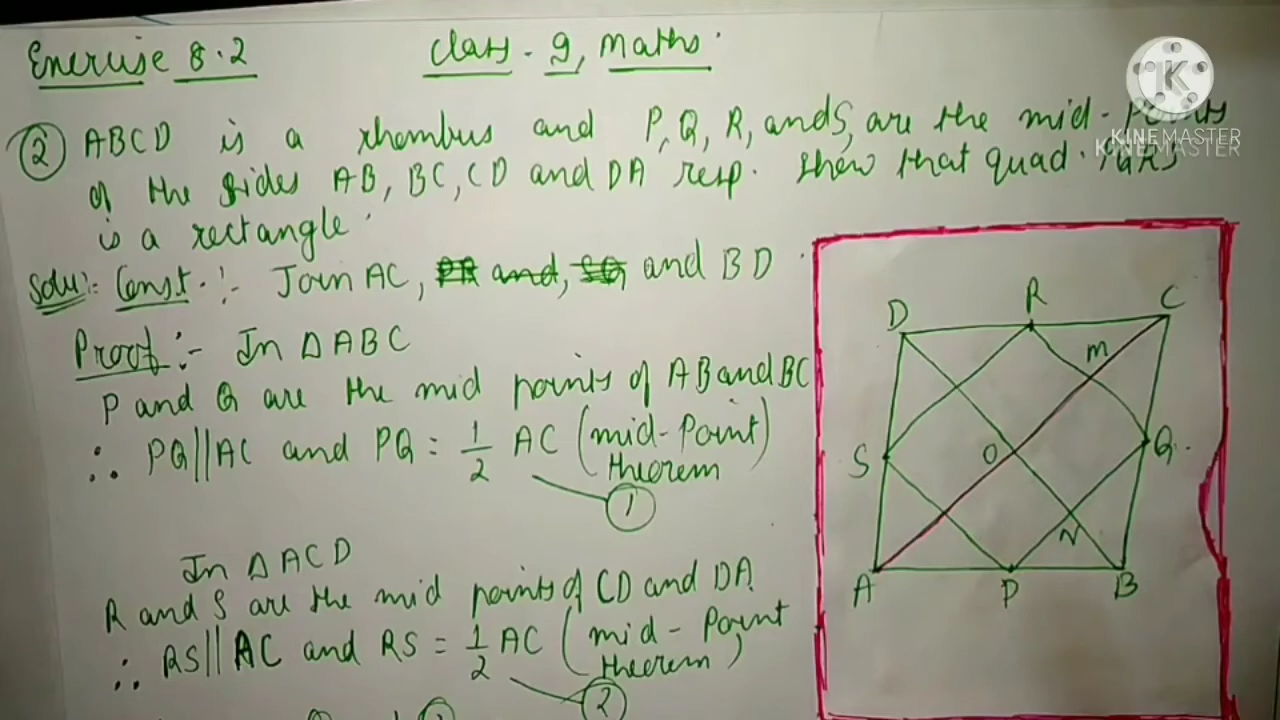 Exercise 8.2 Class - 9, Maths.
② ABCD is a rhombus and P, Q, R, and S, are the mid-Points
of the sides AB, BC, CD and DA resp. Show that quad. PQRS
is a rectangle.
Solu:- Const.:- Join AC, and BD.
Proof:- In ΔABC
P and Q are the mid points of AB and BC
∴ PQ||AC and PQ = 1/2 AC (mid-Point)
theorem
①
In ΔACD
R and S are the mid points of CD and DA.
∴ RS||AC and RS = 1/2 AC (mid-Point
theorem)
②
D R C
M
S O Q.
N
A P B
K
KINEMASTER
KINEMASTER